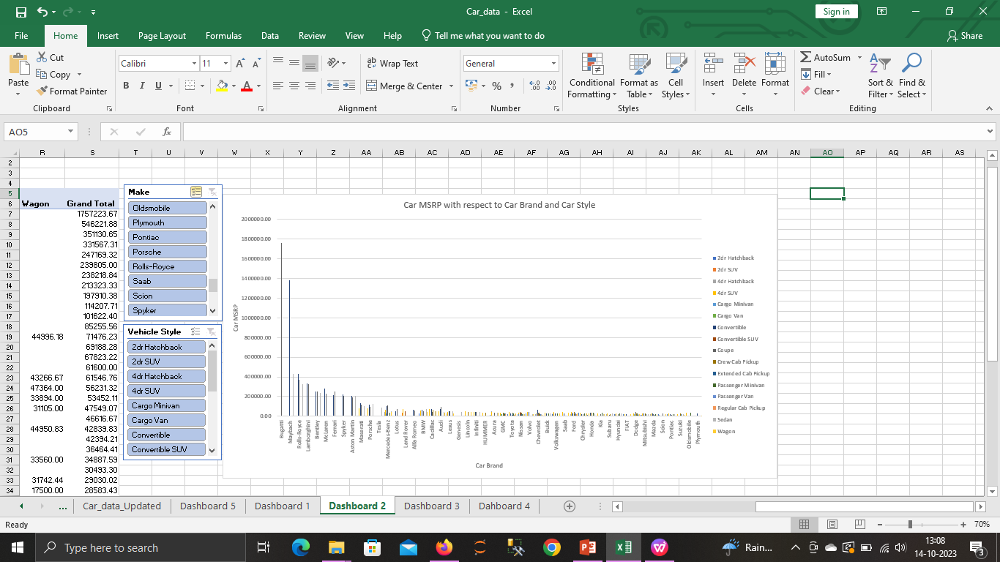 Car_data - Excel
Sign in
File Home Insert Page Layout Formulas Data Review View Help Tell me what you want to do Share
Paste
Cut
Copy
Format Painter
Clipboard
Calibri 11
B I U
Font
Wrap Text
Merge & Center
Alignment
General
Number
Conditional Formatting
Format as Table
Cell Styles
Styles
Insert Delete Format
Cells
AutoSum
Fill
Clear
Sort & Filter
Find & Select
Editing
AO5
fx
R S T U V W X Y Z AA AB AC AD AE AF AG AH AI AJ AK AL AM AN AO AP AQ AR AS
2
3
4
5
6 Wagon Grand Total
7 1757223.67
8 546221.88
9 351130.65
10 331567.31
11 247169.32
12 239805.00
13 238218.84
14 213323.33
15 197910.38
16 114207.71
17 101622.40
18 85255.56
19 44996.18 71476.23
20 69188.28
21 67823.22
22 61600.00
23 43266.67 61546.76
24 47364.00 56231.32
25 33894.00 53452.11
26 31105.00 47549.07
27 46616.67
28 44950.83 42839.83
29 42394.21
30 36464.41
31 33560.00 34887.59
32 30493.30
33 31742.44 29030.02
34 17500.00 28583.43
Make
Oldsmobile
Plymouth
Pontiac
Porsche
Rolls-Royce
Saab
Scion
Spyker
Vehicle Style
2dr Hatchback
2dr SUV
4dr Hatchback
4dr SUV
Cargo Minivan
Cargo Van
Convertible
Convertible SUV
Car MSRP with respect to Car Brand and Car Style
Car MSRP
2000000.00
1800000.00
1600000.00
1400000.00
1200000.00
1000000.00
800000.00
600000.00
400000.00
200000.00
0.00
Bugatti
Maybach
Rolls-Royce
Lamborghini
Bentley
McLaren
Ferrari
Spyker
Aston Martin
Maserati
Porsche
Tesla
Mercedes-Benz
Lotus
Land Rover
Alfa Romeo
BMW
Cadillac
Audi
Lexus
Genesis
Lincoln
Infiniti
HUMMER
Acura
GMC
Toyota
Nissan
Volvo
Chevrolet
Buick
Volkswagen
Saab
Ford
Chrysler
Honda
Kia
Subaru
Hyundai
FIAT
Dodge
Mitsubishi
Mazda
Scion
Pontiac
Suzuki
Oldsmobile
Plymouth
Car Brand
2dr Hatchback
2dr SUV
4dr Hatchback
4dr SUV
Cargo Minivan
Cargo Van
Convertible
Convertible SUV
Coupe
Crew Cab Pickup
Extended Cab Pickup
Passenger Minivan
Passenger Van
Regular Cab Pickup
Sedan
Wagon
... Car_data_Updated Dashboard 5 Dashboard 1 Dashboard 2 Dashboard 3 Dahboard 4
Ready
70%
Type here to search
Rain...
13:08
14-10-2023
3